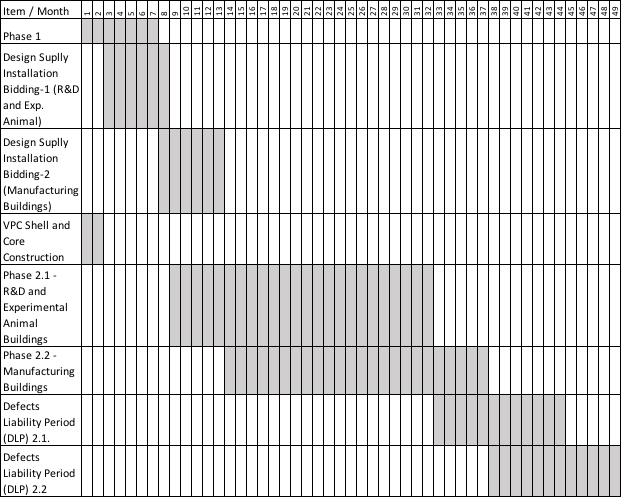 Item / Month 1 2 3 4 5 6 7 8 9 10 11 12 13 14 15 16 17 18 19 20 21 22 23 24 25 26 27 28 29 30 31 32 33 34 35 36 37 38 39 40 41 42 43 44 45 46 47 48 49
Phase 1
Design Suplly
Installation
Bidding-1 (R&D
and Exp.
Animal)
Design Suplly
Installation
Bidding-2
(Manufacturing
Buildings)
VPC Shell and
Core
Construction
Phase 2.1 -
R&D and
Experimental
Animal
Buildings
Phase 2.2 -
Manufacturing
Buildings
Defects
Liability Period
(DLP) 2.1.
Defects
Liability Period
(DLP) 2.2